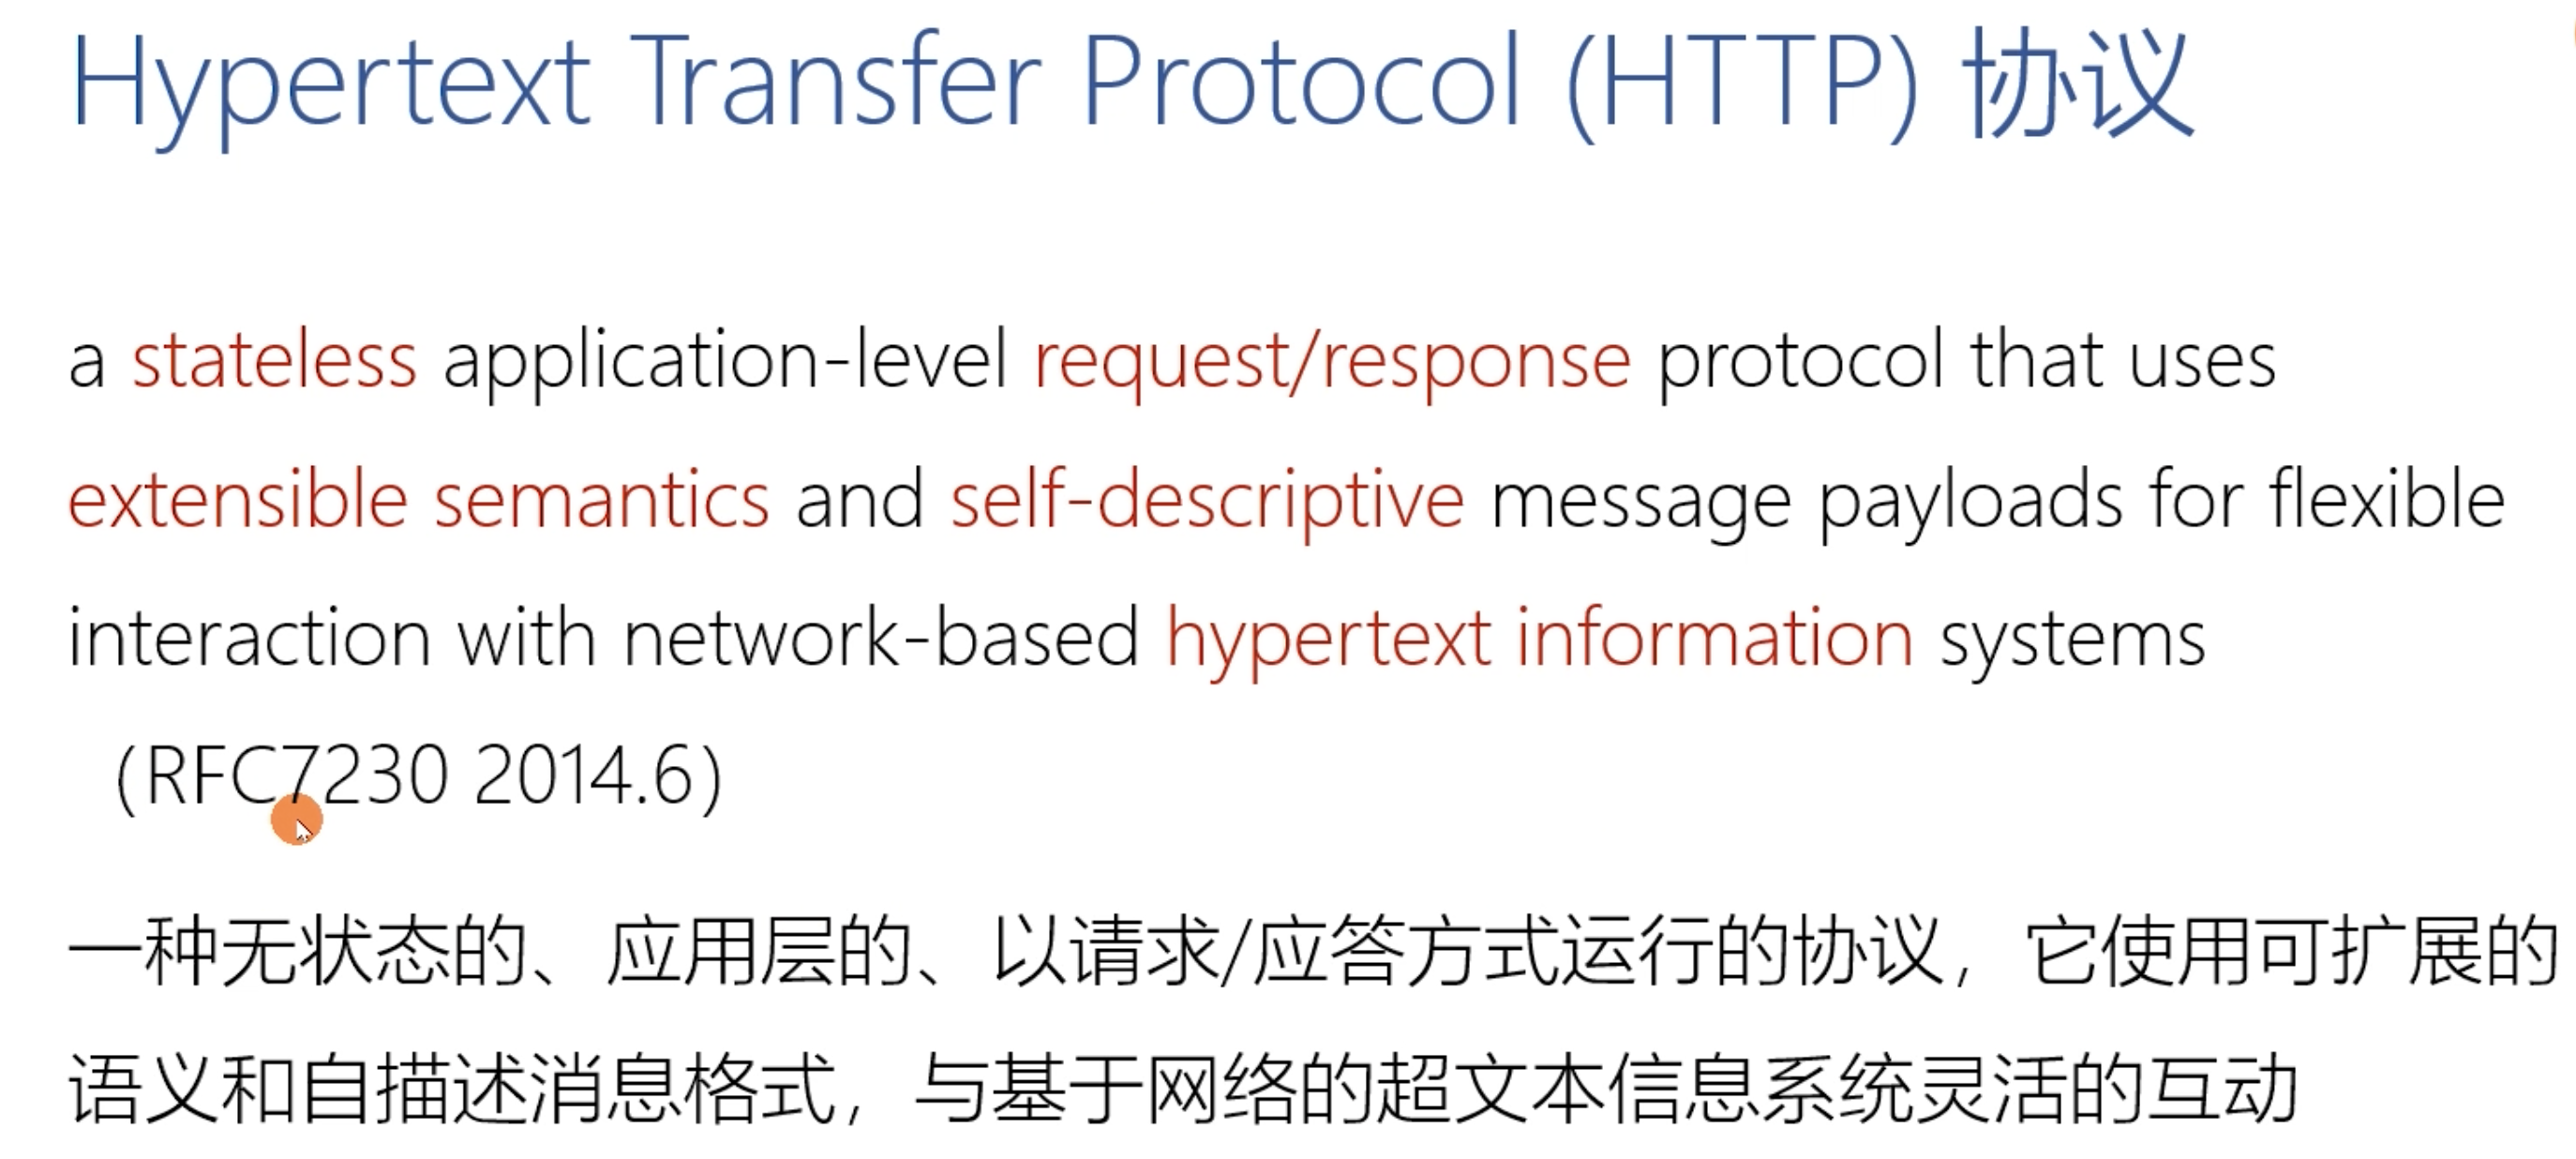 Hypertext Transfer Protocol (HTTP) 协议
a stateless application-level request/response protocol that uses
extensible semantics and self-descriptive message payloads for flexible
interaction with network-based hypertext information systems
（RFC7230 2014.6）
一种无状态的、应用层的、以请求/应答方式运行的协议，它使用可扩展的
语义和自描述消息格式，与基于网络的超文本信息系统灵活的互动